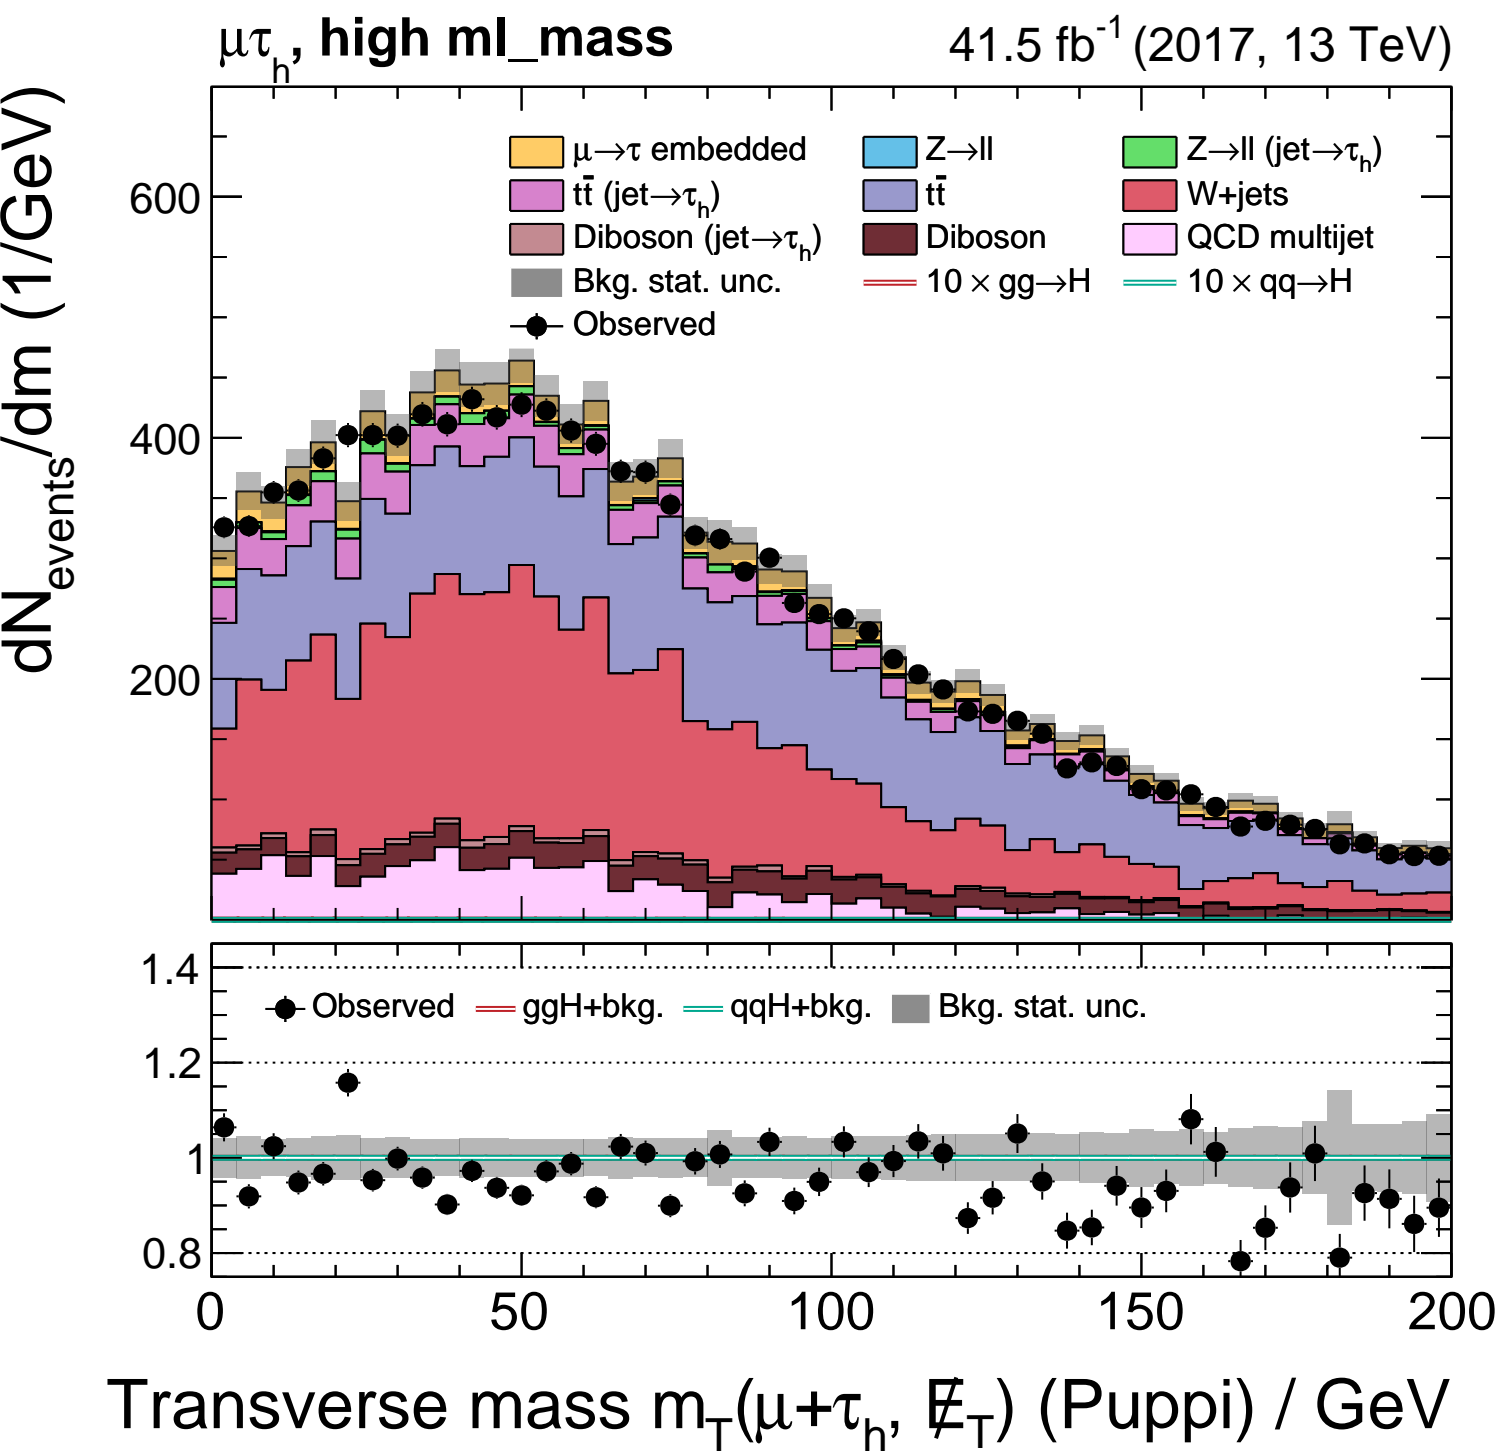 μτh, high ml_mass 41.5 fb-1 (2017, 13 TeV)
dNevents/dm (1/GeV)
600
400
200
μ→τ embedded Z→ll Z→ll (jet→τh)
tt̄ (jet→τh) tt̄ W+jets
Diboson (jet→τh) Diboson QCD multijet
Bkg. stat. unc. 10 × gg→H 10 × qq→H
Observed
1.4
1.2
1
0.8
Observed ggH+bkg. qqH+bkg. Bkg. stat. unc.
0 50 100 150 200
Transverse mass mT(μ+τh, E̸T) (Puppi) / GeV